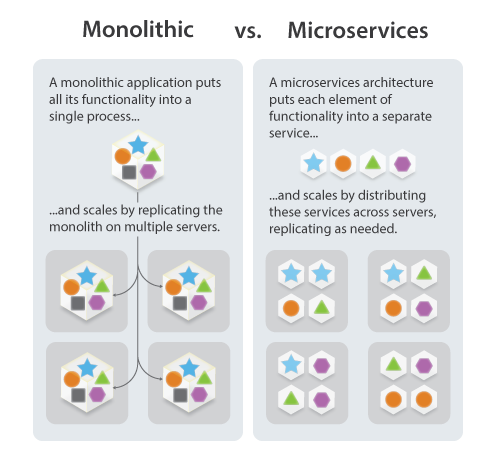 Monolithic vs. Microservices
A monolithic application puts
all its functionality into a
single process...
...and scales by replicating the
monolith on multiple servers.
A microservices architecture
puts each element of
functionality into a separate
service...
...and scales by distributing
these services across servers,
replicating as needed.